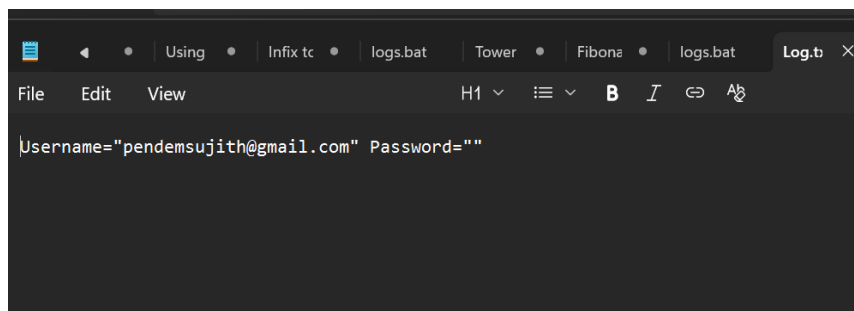 Using Infix tc logs.bat Tower Fibona logs.bat Log.t
File Edit View H1 B I
Username="pendemsujith@gmail.com" Password=""